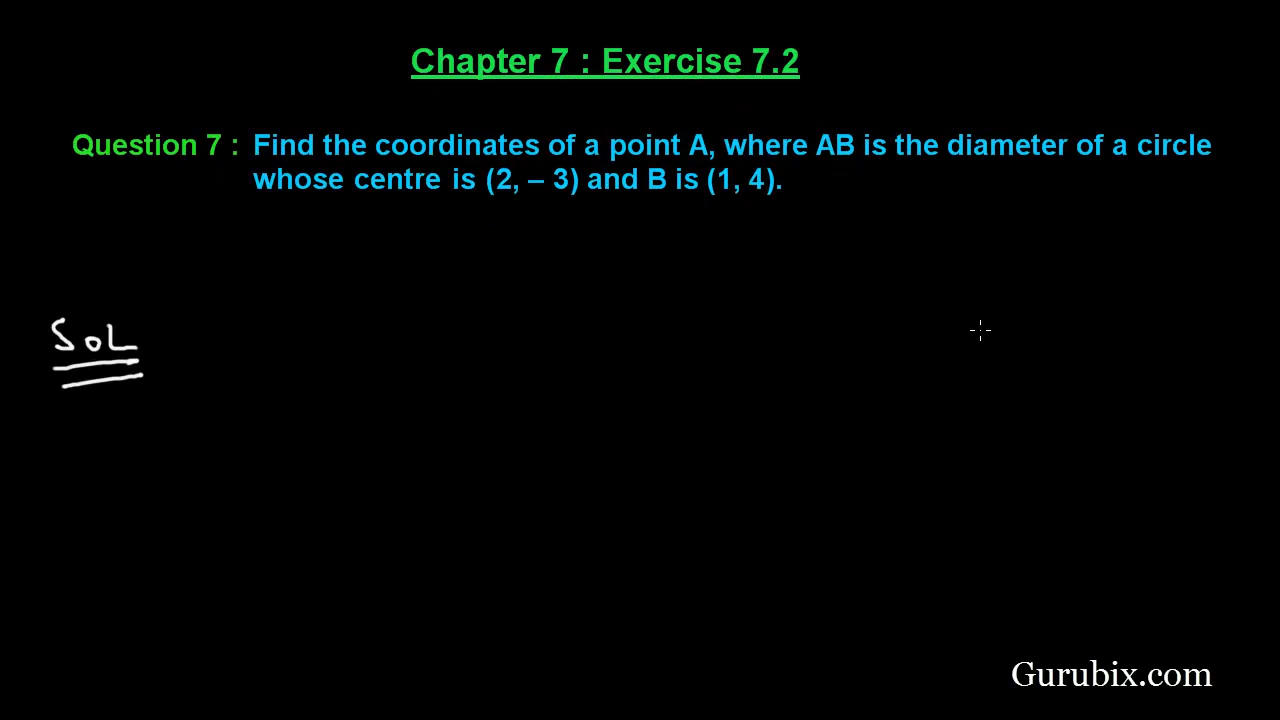 Chapter 7 : Exercise 7.2
Question 7 : Find the coordinates of a point A, where AB is the diameter of a circle
whose centre is (2, – 3) and B is (1, 4).
SOL
Gurubix.com